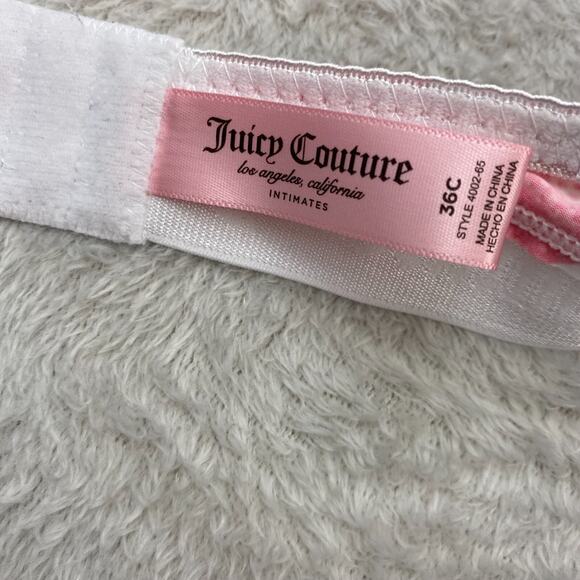 Juicy Couture
los angeles, california
INTIMATES
36C
STYLE 4002-65
MADE IN CHINA
HECHO EN CHINA